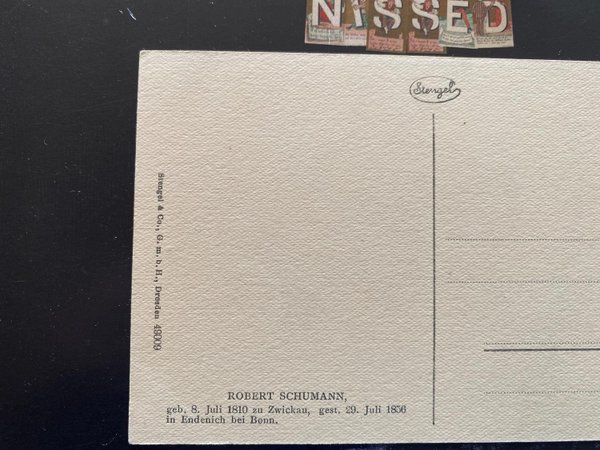 NISSED
Stengel
Stengel & Co., G. m. b. H., Dresden 49009
ROBERT SCHUMANN,
geb. 8. Juli 1810 zu Zwickau, gest. 29. Juli 1856
in Endenich bei Bonn.